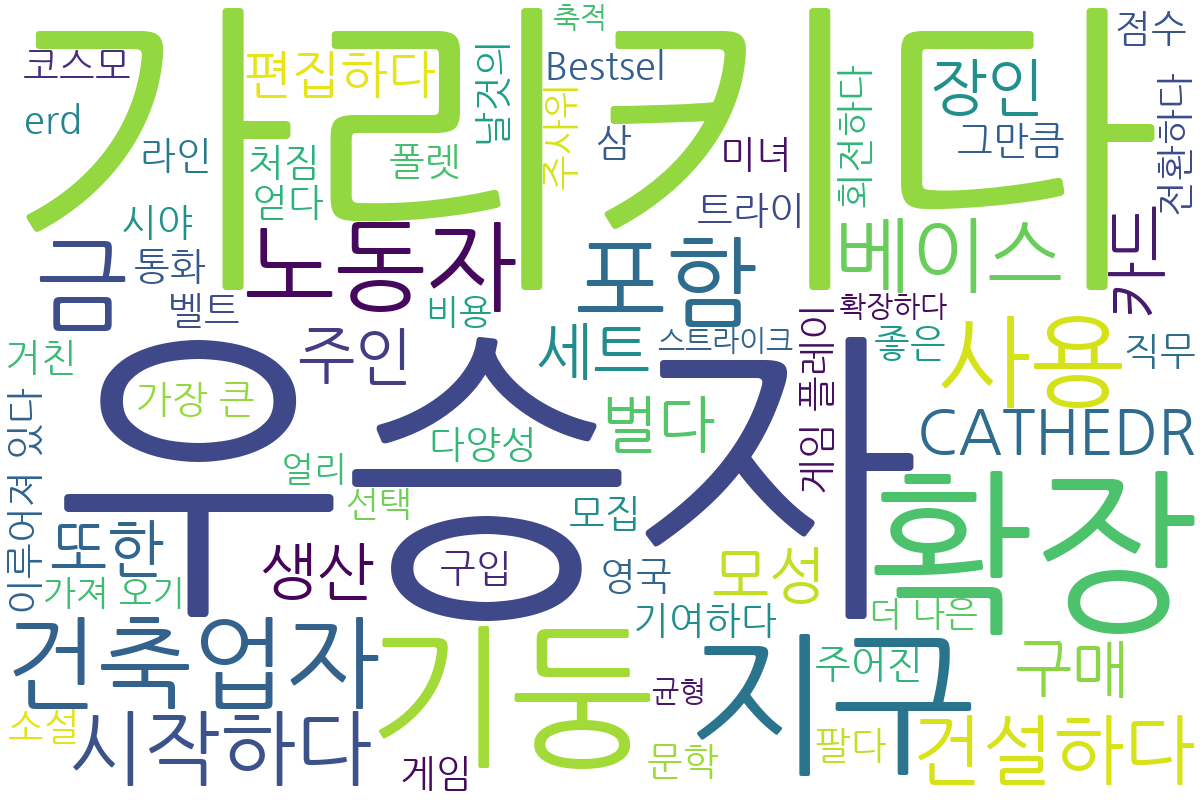 가리키다
축적
점수
코스모
편집하다
날것의
Bestsel
장인
erd
라인
처짐
폴렛
주사위
삼
미녀
회전하다
그만큼
전환하다
얻다
트라이
시야
금
통화
노동자
포함
베이스
카드
벨트
비용
확장하다
거친
주인
세트
스트라이크
좋은
사용
직무
우승자
가장 큰
다양성
벌다
게임 플레이
CATHEDR
이루어져 있다
얼리
선택
모집
확장
또한
생산
구입
영국
모성
가져 오기
기여하다
더 나은
건축업자
기둥
지구
주어진
구매
균형
소설
시작하다
게임
문학
팔다
건설하다